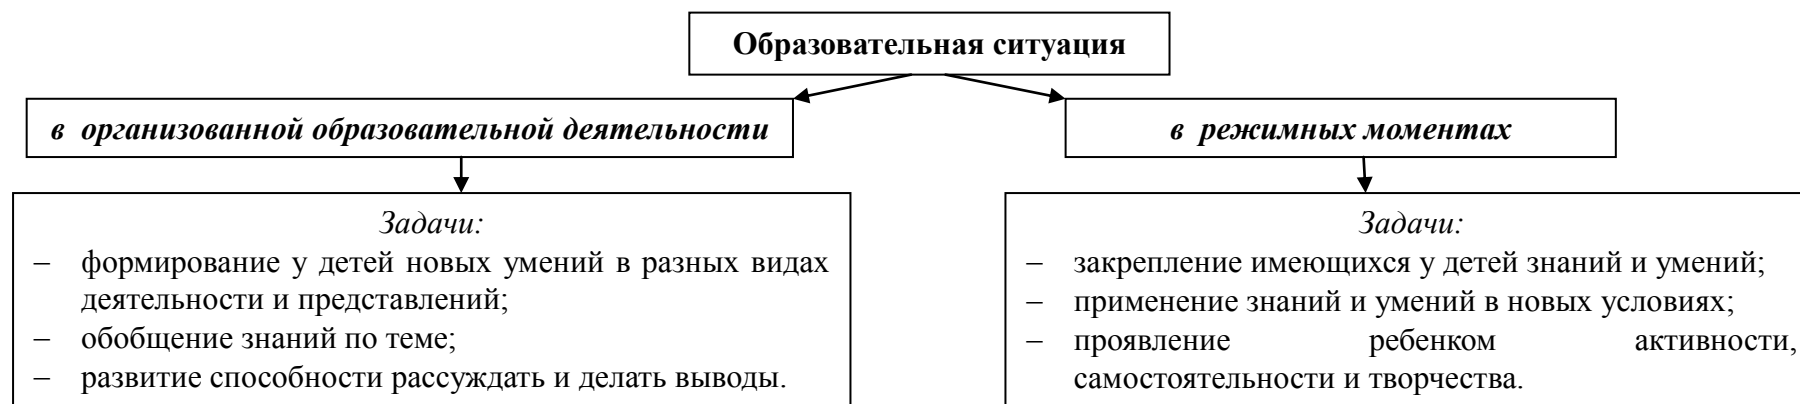 Образовательная ситуация
в организованной образовательной деятельности
в режимных моментах
Задачи:
– формирование у детей новых умений в разных видах
деятельности и представлений;
– обобщение знаний по теме;
– развитие способности рассуждать и делать выводы.
Задачи:
– закрепление имеющихся у детей знаний и умений;
– применение знаний и умений в новых условиях;
– проявление ребенком активности,
самостоятельности и творчества.